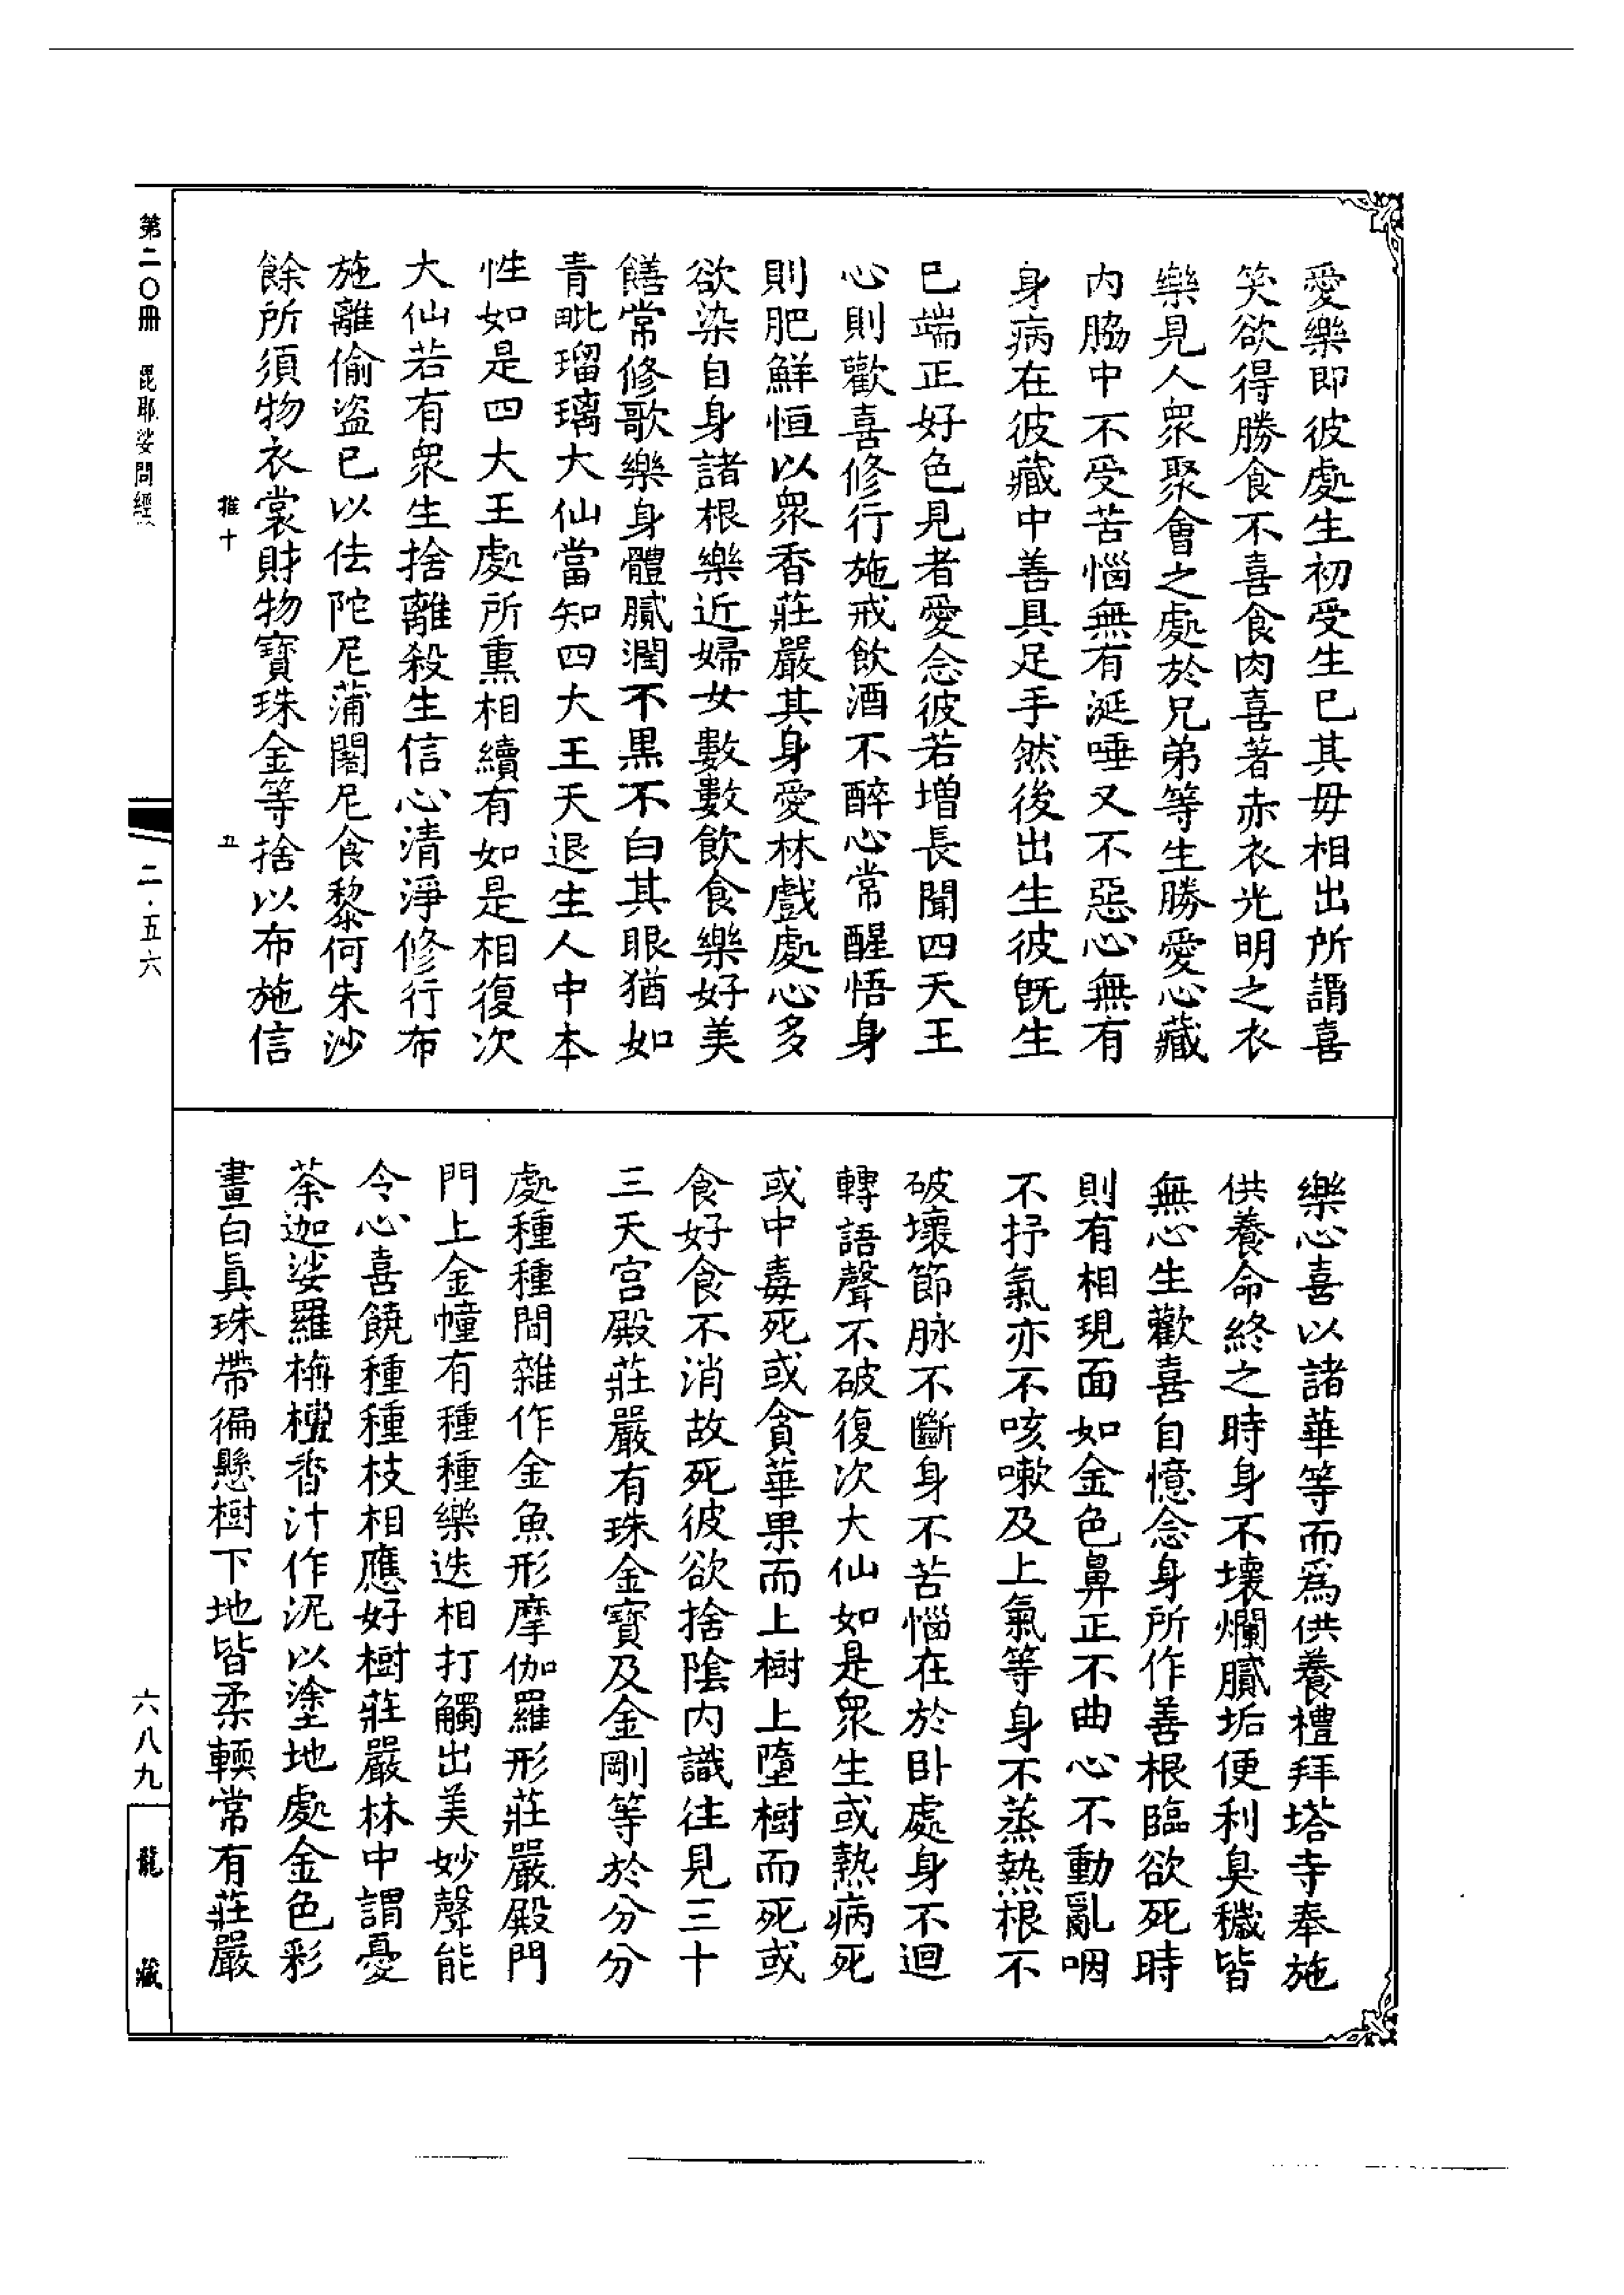 愛樂即彼處生初受生已其毋相出所謂喜
笑欲得勝食不喜食肉喜著赤衣光明之衣
樂見人衆聚會之處於兄弟等生勝愛心藏
内脇中不受苦惱無有涎唾又不惡心無有
身病在彼藏中善具足手然後出生彼旣生
已端正好色見者愛念彼若增長聞四天王
心則歡喜修行施戒飲酒不醉心常醒悟身
則肥鮮恒以衆香莊嚴其身愛林戲處心多
欲染自身諸根樂近婦女數數飲食樂好美
饍常修歌樂身體膩潤不黒不白其眼猶如
青毗瑠璃大仙當知四大王天退生人中本
性如是四大王處所熏相續有如是相復次
大仙若有衆生捨離殺生信心清淨修行布
施離偷盜已以佉陀尼蒲闍尼食黎何朱沙
餘所須物衣裳財物寶珠金等捨以布施信
推十 五
樂心喜以諸華等而爲供養禮拜塔寺奉施
供養命終之時身不壞爛膩垢便利臭穢皆
無心生歡喜自憶念身所作善根臨欲死時
則有相現面如金色鼻正不曲心不動亂咽
不抒氣亦不咳嗽及上氣等身不蒸熱根不
破壞節脉不斷身不苦惱在於卧處身不迴
轉語聲不破復次大仙如是衆生或熱病死
或中毒死或貪華果而上樹上墮樹而死或
食好食不消故死彼欲捨陰内識往見三十
三天宮殿莊嚴有珠金寶及金剛等於分分
處種種間雜作金魚形摩伽羅形莊嚴殿門
門上金幢有種種樂迭相打觸出美妙聲能
令心喜饒種種枝相應好樹莊嚴林中謂憂
荼迦娑羅栴檀香汁作泥以塗地處金色彩
畫白眞珠帶徧懸樹下地皆柔輭常有莊嚴
第二〇冊 毘耶娑問經
二·五六
六八九
龍藏